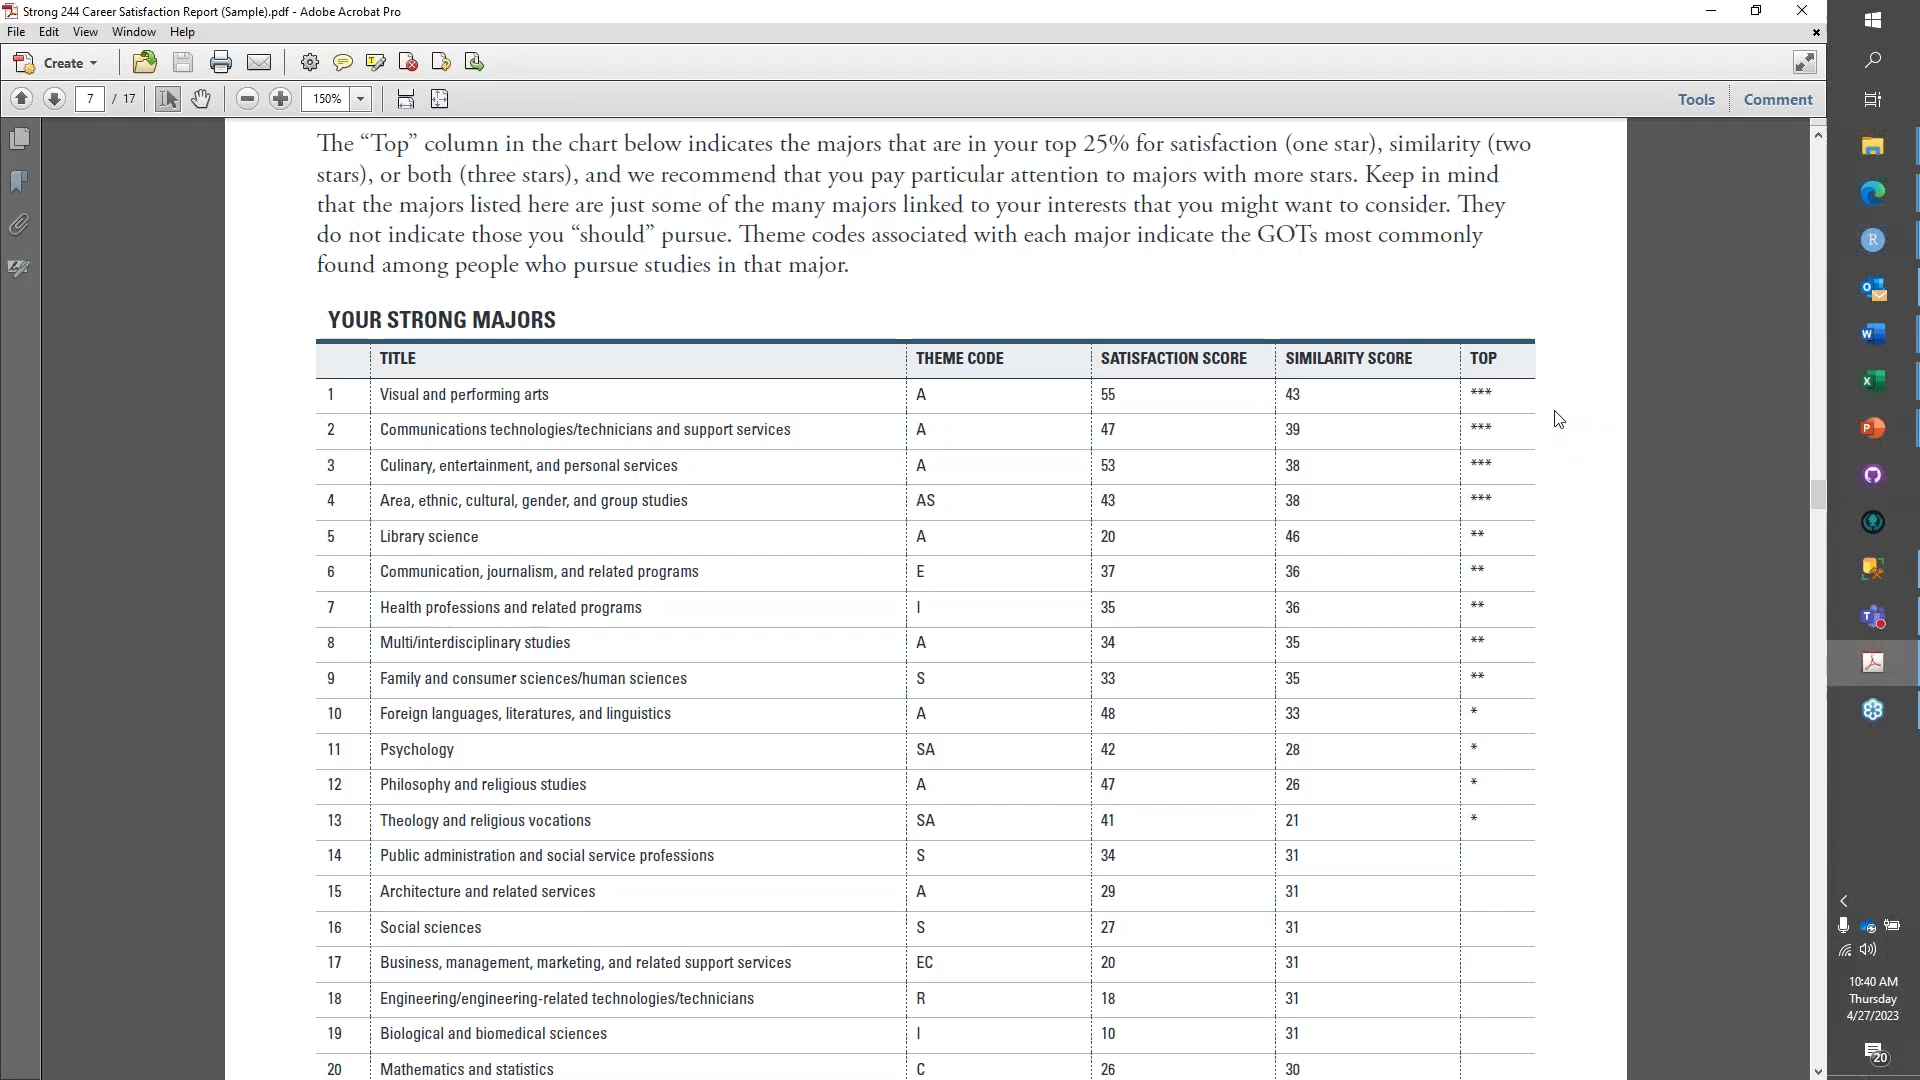 Strong 244 Career Satisfaction Report (Sample).pdf - Adobe Acrobat Pro
File Edit View Window Help
Create
7 / 17 150% Tools Comment
The “Top” column in the chart below indicates the majors that are in your top 25% for satisfaction (one star), similarity (two
stars), or both (three stars), and we recommend that you pay particular attention to majors with more stars. Keep in mind
that the majors listed here are just some of the many majors linked to your interests that you might want to consider. They
do not indicate those you “should” pursue. Theme codes associated with each major indicate the GOTs most commonly
found among people who pursue studies in that major.
YOUR STRONG MAJORS
TITLE THEME CODE SATISFACTION SCORE SIMILARITY SCORE TOP
1 Visual and performing arts A 55 43 ***
2 Communications technologies/technicians and support services A 47 39 ***
3 Culinary, entertainment, and personal services A 53 38 ***
4 Area, ethnic, cultural, gender, and group studies AS 43 38 ***
5 Library science A 20 46 **
6 Communication, journalism, and related programs E 37 36 **
7 Health professions and related programs I 35 36 **
8 Multi/interdisciplinary studies A 34 35 **
9 Family and consumer sciences/human sciences S 33 35 **
10 Foreign languages, literatures, and linguistics A 48 33 *
11 Psychology SA 42 28 *
12 Philosophy and religious studies A 47 26 *
13 Theology and religious vocations SA 41 21 *
14 Public administration and social service professions S 34 31
15 Architecture and related services A 29 31
16 Social sciences S 27 31
17 Business, management, marketing, and related support services EC 20 31
18 Engineering/engineering-related technologies/technicians R 18 31
19 Biological and biomedical sciences I 10 31
20 Mathematics and statistics C 26 30
10:40 AM
Thursday
4/27/2023
20